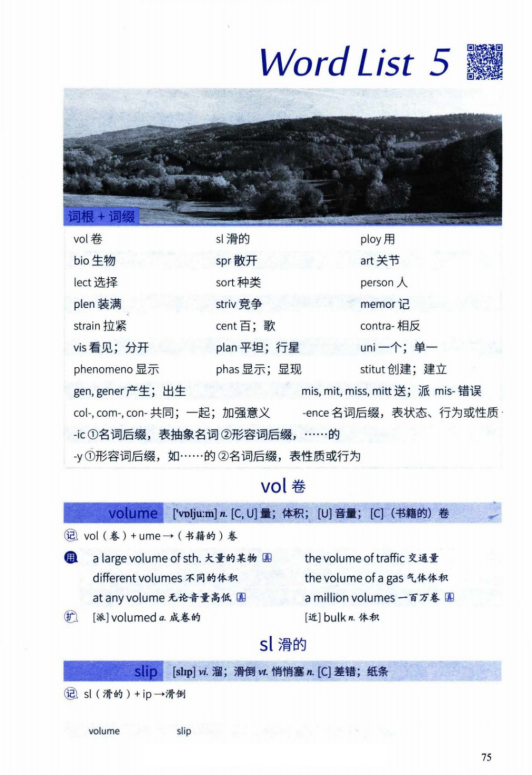 Word List 5
词根 + 词缀
vol 卷 sl 滑的 ploy 用
bio 生物 spr 散开 art 关节
lect 选择 sort 种类 person 人
plen 装满 striv 竞争 memor 记
strain 拉紧 cent 百；歌 contra- 相反
vis 看见；分开 plan 平坦；行星 uni 一个；单一
phenomeno 显示 phas 显示；显现 stitut 创建；建立
gen, gener 产生；出生 mis, mit, miss, mitt 送；派 mis- 错误
col-, com-, con- 共同；一起；加强意义 -ence 名词后缀，表状态、行为或性质
-ic ①名词后缀，表抽象名词 ②形容词后缀，……的
-y ①形容词后缀，如……的 ②名词后缀，表性质或行为
vol 卷
volume ['vɒljuːm] n. [C, U] 量；体积；[U] 音量；[C]（书籍的）卷
记 vol（卷）+ ume →（书籍的）卷
用 a large volume of sth. 大量的某物 the volume of traffic 交通量
different volumes 不同的体积 the volume of a gas 气体体积
at any volume 无论音量高低 a million volumes 一百万卷
扩 [派] volumed a. 成卷的 [近] bulk n. 体积
sl 滑的
slip [slɪp] vi. 溜；滑倒 vt. 悄悄塞 n. [C] 差错；纸条
记 sl（滑的）+ ip →滑倒
volume slip
75